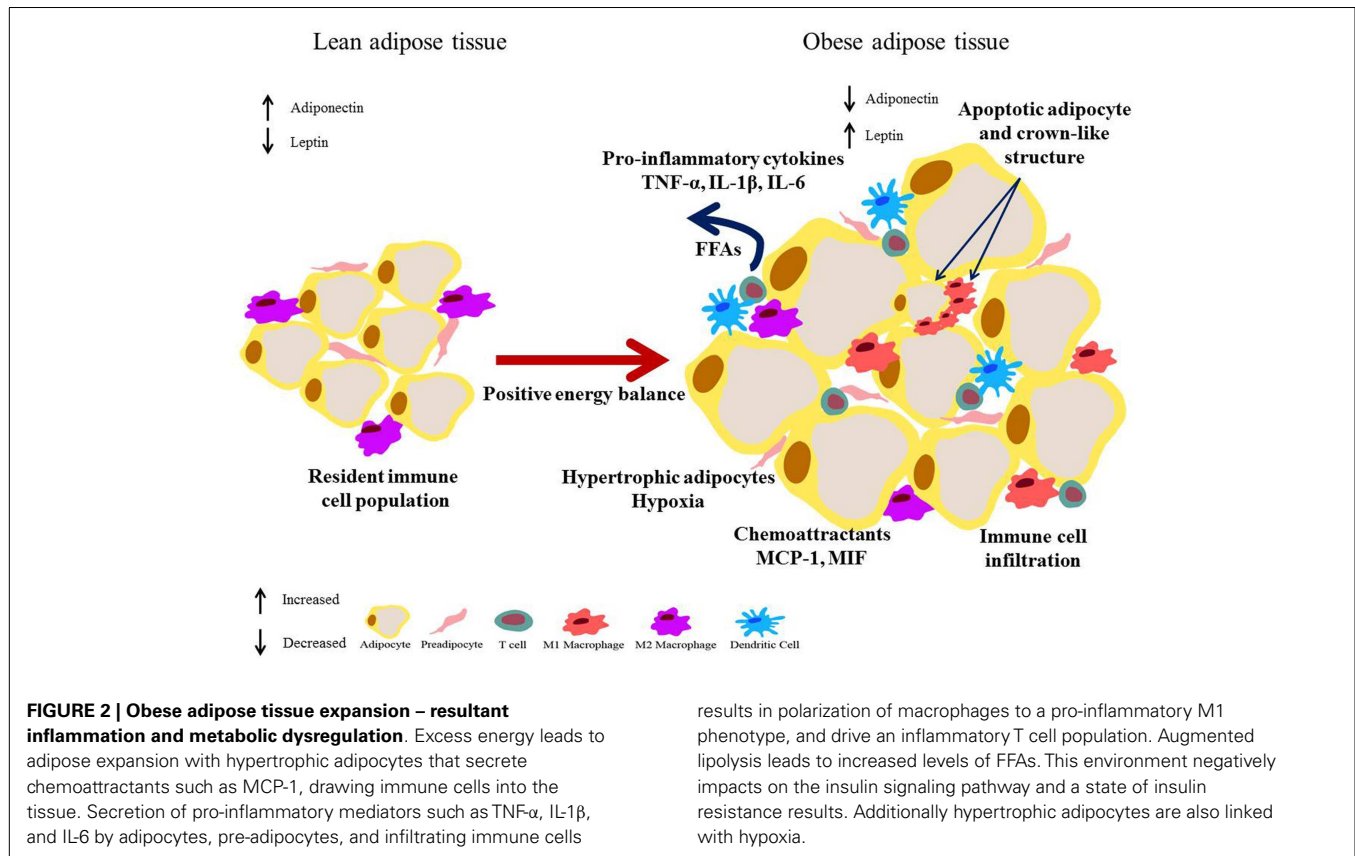 Lean adipose tissue
Obese adipose tissue
Adiponectin
Leptin
Adiponectin
Leptin
Apoptotic adipocyte
and crown-like
structure
Pro-inflammatory cytokines
TNF-α, IL-1β, IL-6
FFAs
Positive energy balance
Resident immune
cell population
Hypertrophic adipocytes
Hypoxia
Chemoattractants
MCP-1, MIF
Immune cell
infiltration
Increased
Decreased
Adipocyte
Preadipocyte
T cell
M1 Macrophage
M2 Macrophage
Dendritic Cell
FIGURE 2 | Obese adipose tissue expansion – resultant
inflammation and metabolic dysregulation. Excess energy leads to
adipose expansion with hypertrophic adipocytes that secrete
chemoattractants such as MCP-1, drawing immune cells into the
tissue. Secretion of pro-inflammatory mediators such as TNF-α, IL-1β,
and IL-6 by adipocytes, pre-adipocytes, and infiltrating immune cells
results in polarization of macrophages to a pro-inflammatory M1
phenotype, and drive an inflammatory T cell population. Augmented
lipolysis leads to increased levels of FFAs. This environment negatively
impacts on the insulin signaling pathway and a state of insulin
resistance results. Additionally hypertrophic adipocytes are also linked
with hypoxia.